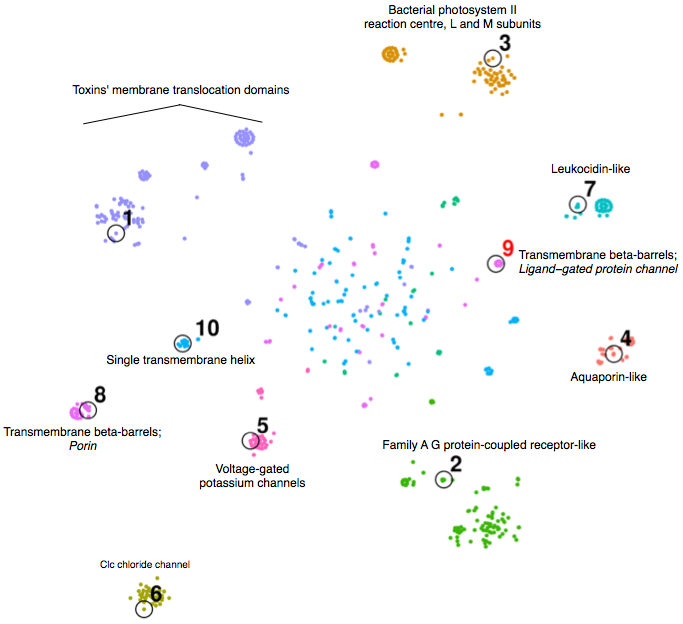 Bacterial photosystem II
reaction centre, L and M subunits
3
Toxins' membrane translocation domains
Leukocidin-like
7
1
9
Transmembrane beta-barrels;
Ligand–gated protein channel
10
Single transmembrane helix
4
Aquaporin-like
8
Transmembrane beta-barrels;
Porin
5
Voltage-gated
potassium channels
Family A G protein-coupled receptor-like
2
Clc chloride channel
6